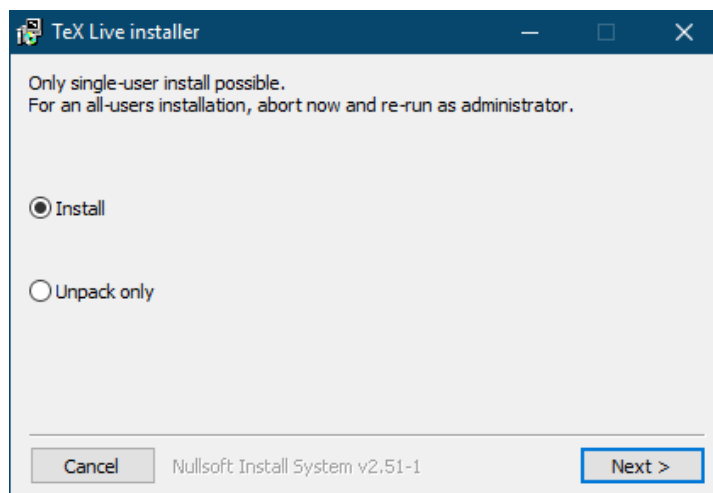 TeX Live installer
Only single-user install possible.
For an all-users installation, abort now and re-run as administrator.
Install
Unpack only
Cancel
Nullsoft Install System v2.51-1
Next >